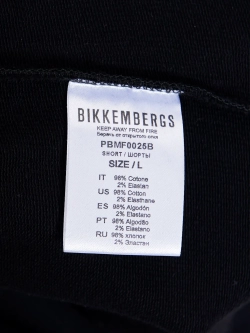 BIKKEMBERGS
KEEP AWAY FROM FIRE
Беречь от открытого огня
PBMF0025B
SHORT / ШОРТЫ
SIZE / L
IT 98% Cotone
2% Elastan
US 98% Cotton
2% Elasthane
ES 98% Algodón
2% Elastano
PT 98% Algodão
2% Elastano
RU 98% хлопок
2% Эластан